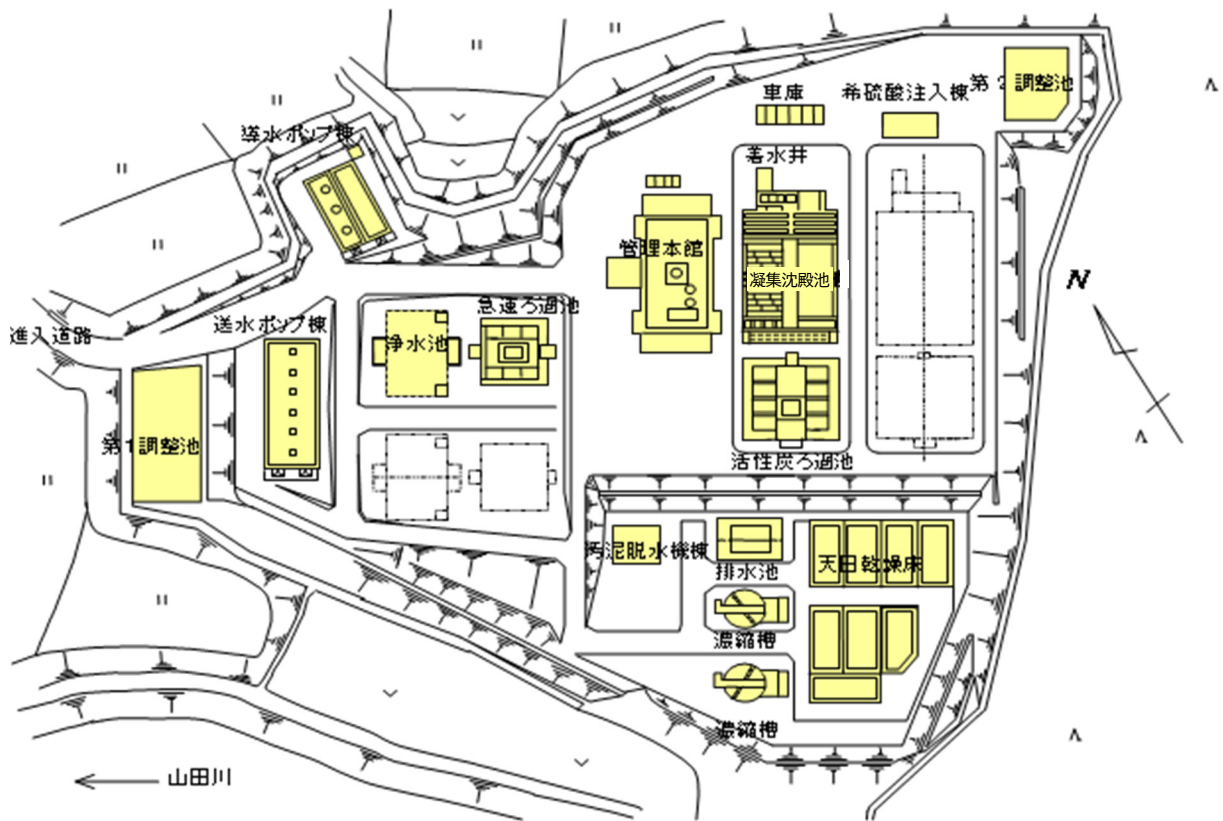 第2調整池
車庫
希硫酸注入棟
導水ポンプ棟
着水井
管理本館
凝集沈殿池
N
急速ろ過池
送水ポンプ棟
進入道路
浄水池
第1調整池
活性炭ろ過池
汚泥脱水機棟
排水池
天日乾燥床
濃縮槽
濃縮槽
山田川